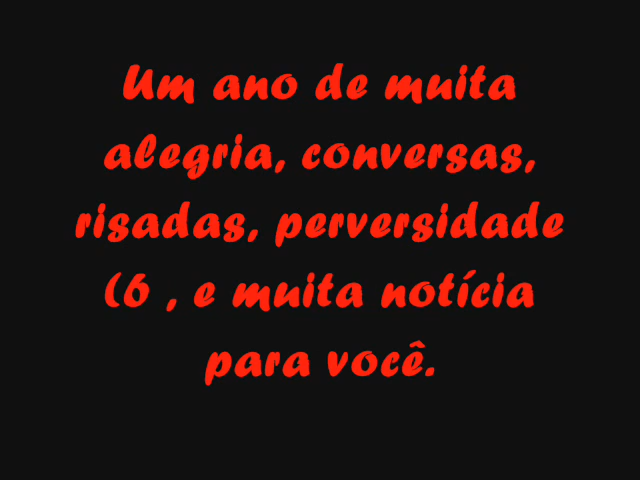 Um ano de muita
alegria, conversas,
risadas, perversidade
(6 , e muita notícia
para você.